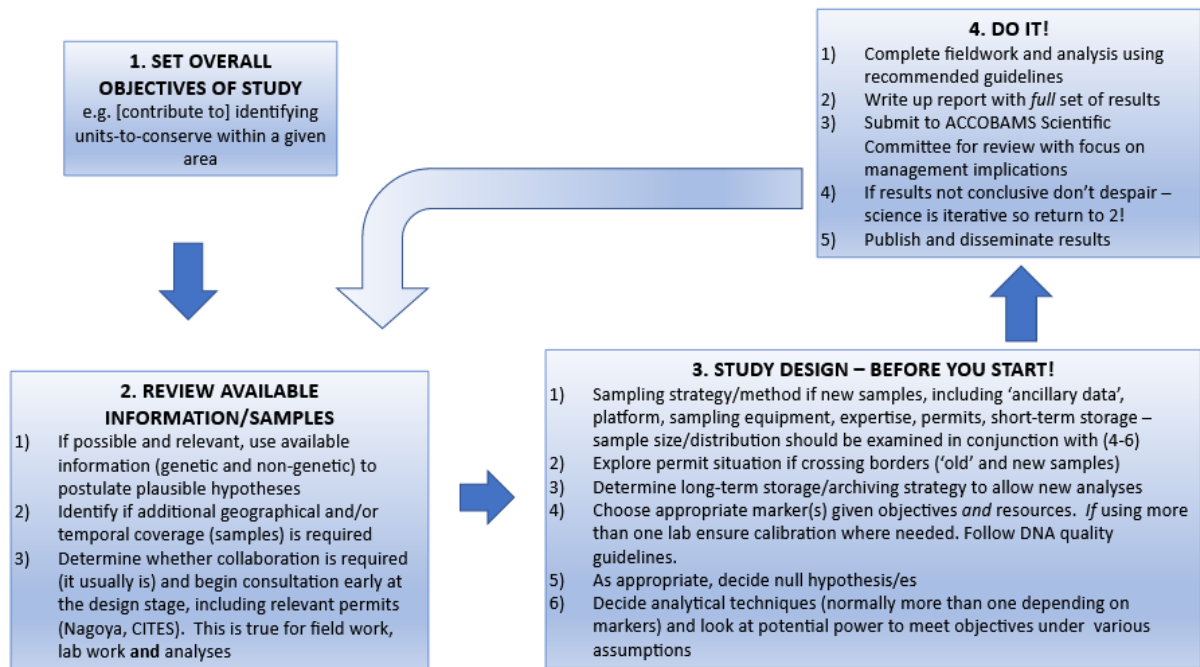 1. SET OVERALL
OBJECTIVES OF STUDY
e.g. [contribute to] identifying
units-to-conserve within a given
area
2. REVIEW AVAILABLE
INFORMATION/SAMPLES
1) If possible and relevant, use available
information (genetic and non-genetic) to
postulate plausible hypotheses
2) Identify if additional geographical and/or
temporal coverage (samples) is required
3) Determine whether collaboration is required
(it usually is) and begin consultation early at
the design stage, including relevant permits
(Nagoya, CITES). This is true for field work,
lab work and analyses
3. STUDY DESIGN – BEFORE YOU START!
1) Sampling strategy/method if new samples, including ‘ancillary data’,
platform, sampling equipment, expertise, permits, short-term storage –
sample size/distribution should be examined in conjunction with (4-6)
2) Explore permit situation if crossing borders (‘old’ and new samples)
3) Determine long-term storage/archiving strategy to allow new analyses
4) Choose appropriate marker(s) given objectives and resources. If using more
than one lab ensure calibration where needed. Follow DNA quality
guidelines.
5) As appropriate, decide null hypothesis/es
6) Decide analytical techniques (normally more than one depending on
markers) and look at potential power to meet objectives under various
assumptions
4. DO IT!
1) Complete fieldwork and analysis using
recommended guidelines
2) Write up report with full set of results
3) Submit to ACCOBAMS Scientific
Committee for review with focus on
management implications
4) If results not conclusive don’t despair –
science is iterative so return to 2!
5) Publish and disseminate results